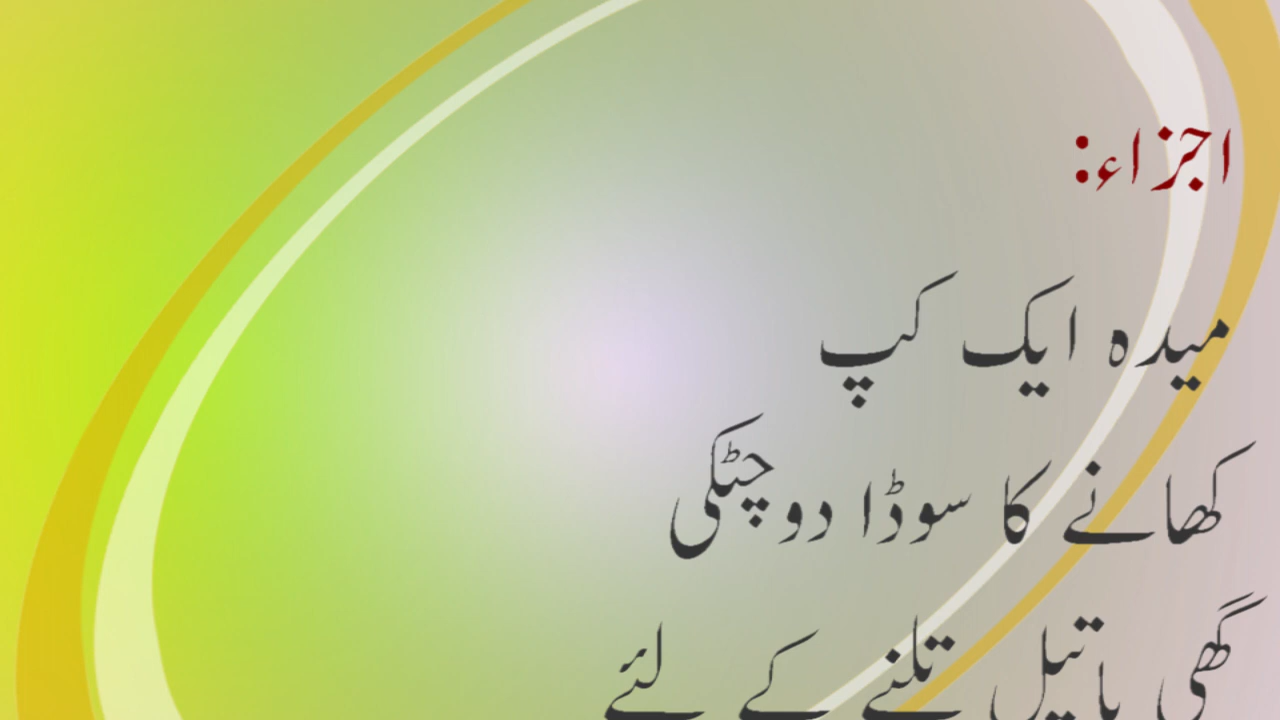 اجزاء:
میدہ ایک کپ
کھانے کا سوڈا دو چٹکی
گھی یا تیل تلنے کے لئے